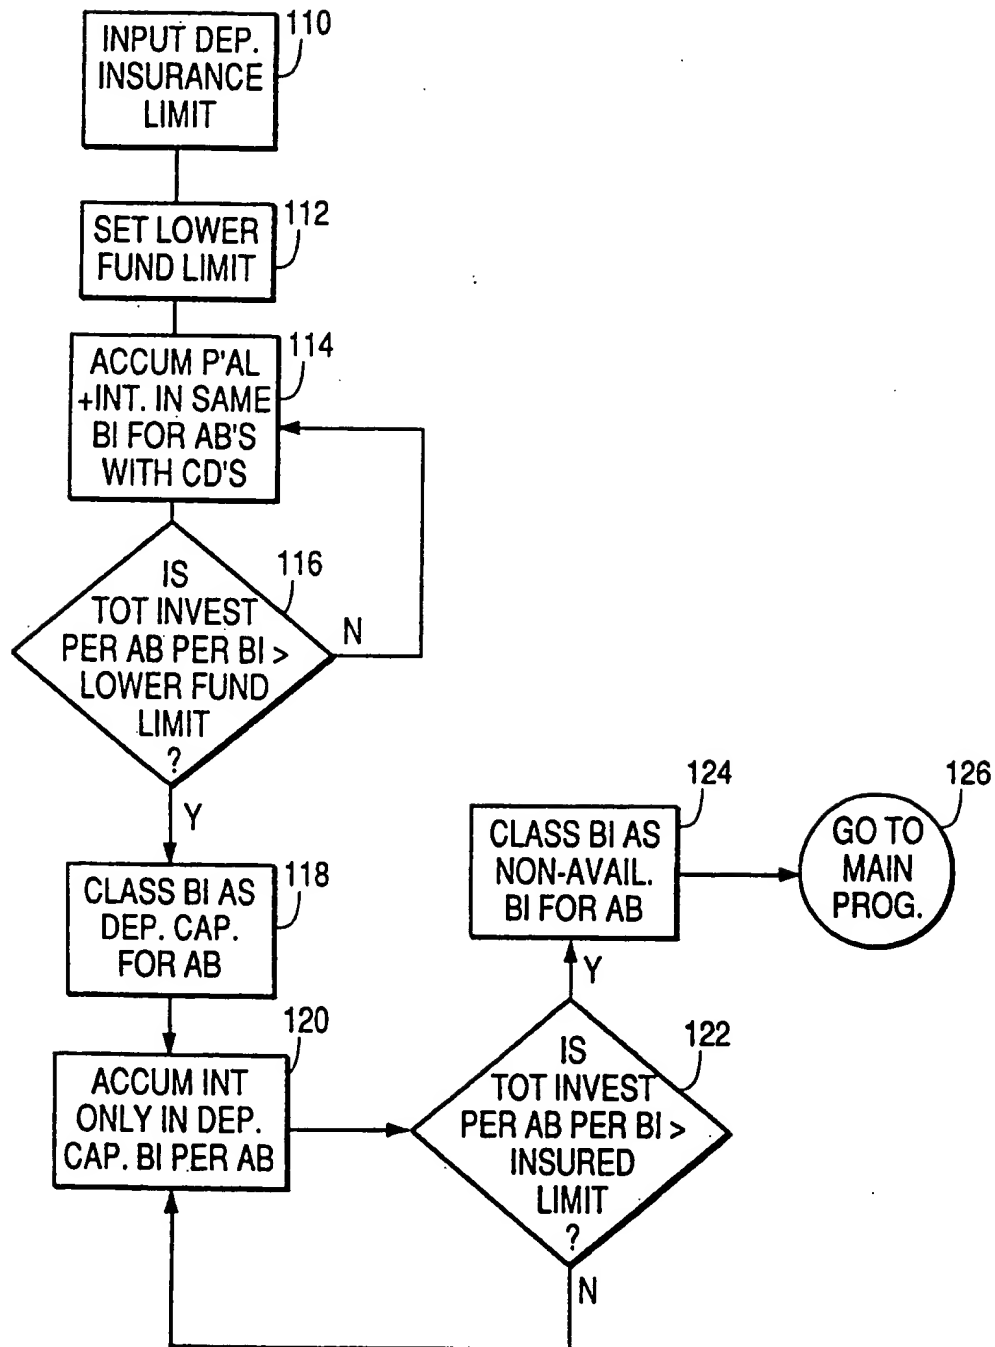 110
INPUT DEP.
INSURANCE
LIMIT
112
SET LOWER
FUND LIMIT
114
ACCUM P'AL
+INT. IN SAME
BI FOR AB'S
WITH CD'S
116
IS
TOT INVEST
PER AB PER BI >
LOWER FUND
LIMIT
?
N
Y
118
CLASS BI AS
DEP. CAP.
FOR AB
120
ACCUM INT
ONLY IN DEP.
CAP. BI PER AB
122
IS
TOT INVEST
PER AB PER BI >
INSURED
LIMIT
?
N
Y
124
CLASS BI AS
NON-AVAIL.
BI FOR AB
126
GO TO
MAIN
PROG.